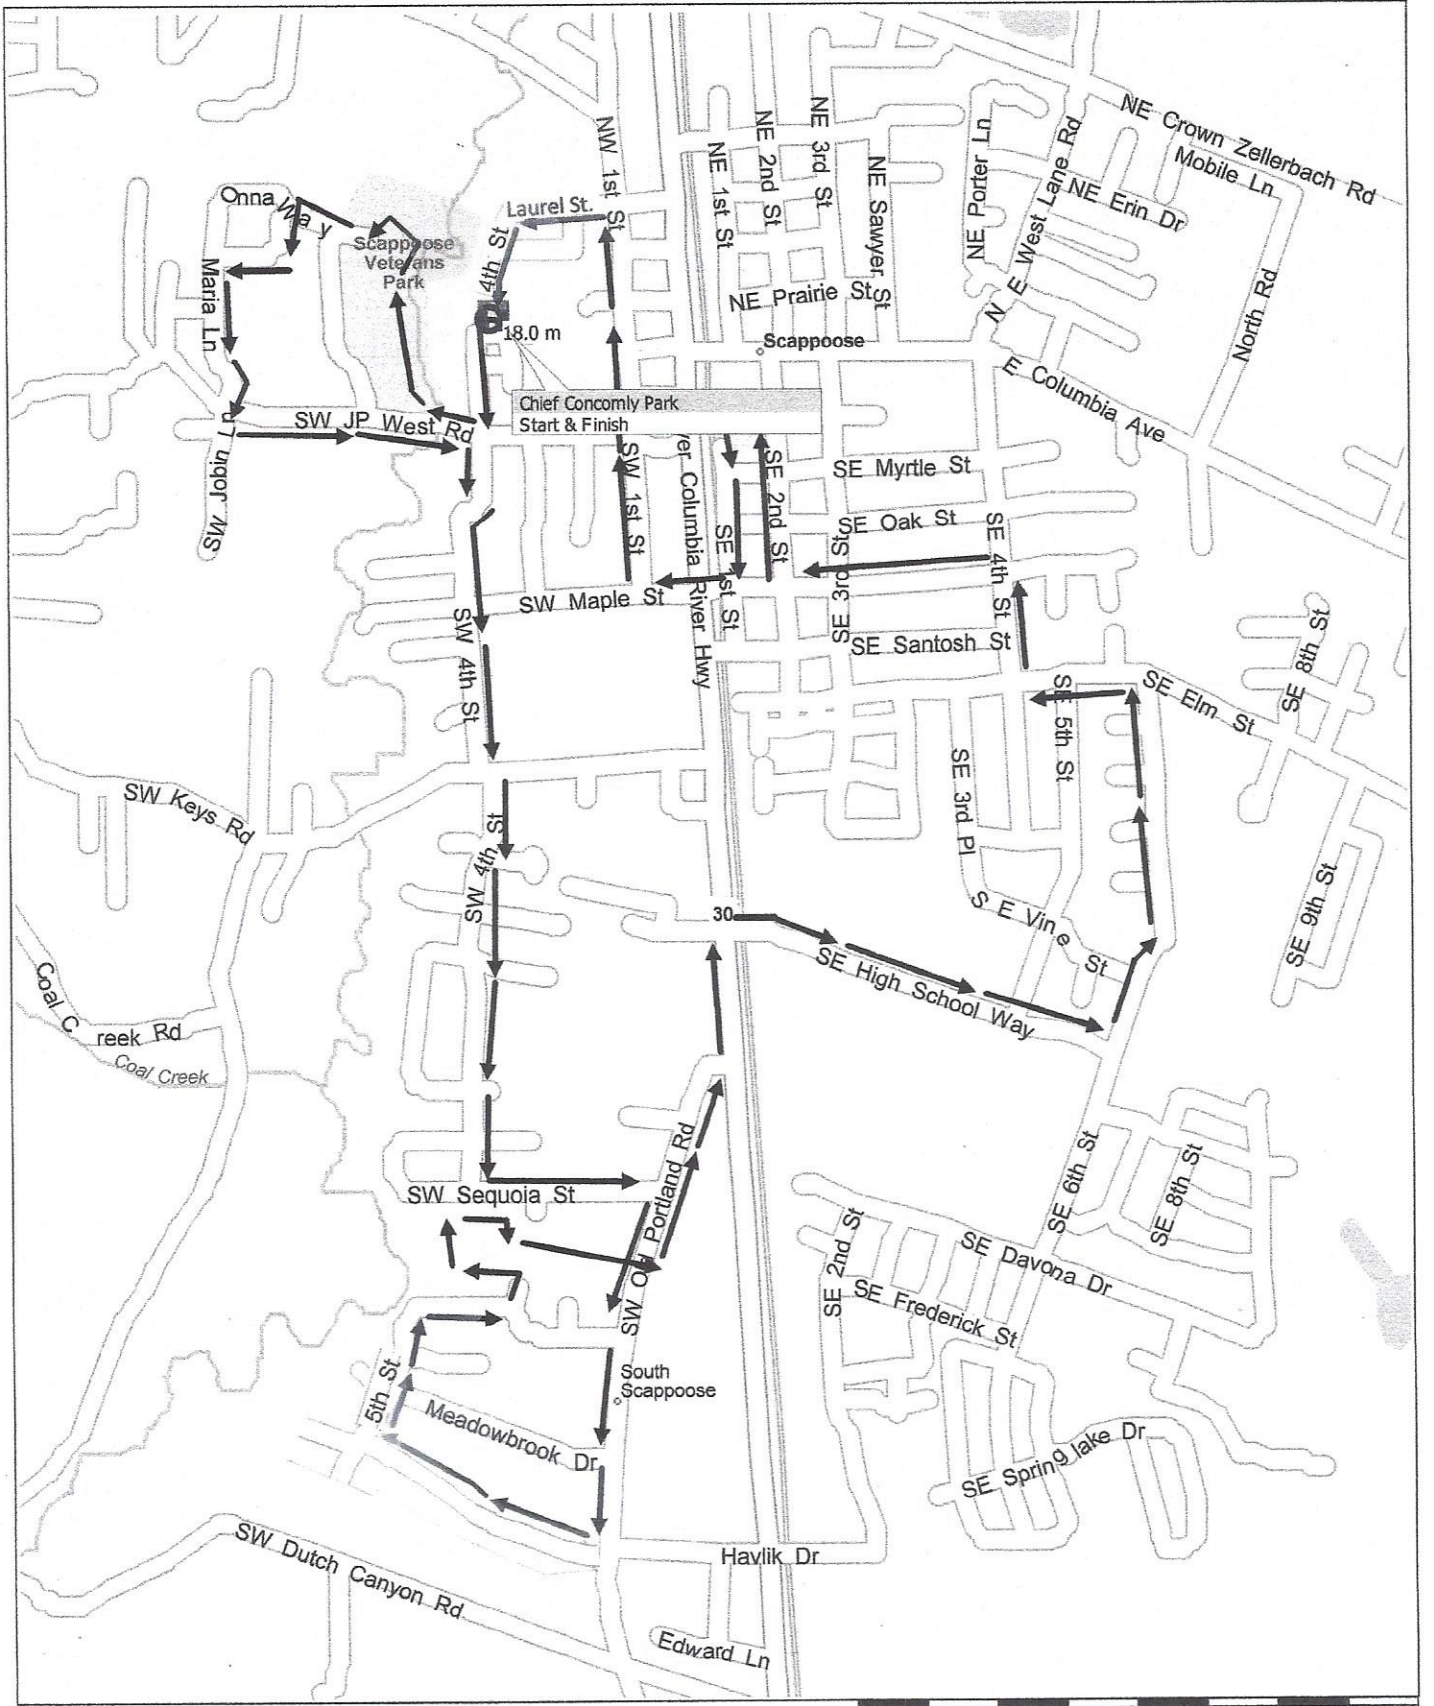 NE Crown Zellerbach Rd
Mobile Ln
NE Erin Dr
NE Porter Ln
N E West Lane Rd
NE 3rd St
NE 2nd St
NE 1st St
NW 1st St
NE Sawyer St
North Rd
Onna Way
Laurel St.
4th St
Scappoose
Veterans
Park
Maria Ln
NE Prairie St
18.0 m
Scappoose
E Columbia Ave
Chief Concomly Park
Start & Finish
SW JP West Rd
SW Jobin Ln
SW 1st St
Columbia River Hwy
SE 2nd St
SE 1st St
SE Myrtle St
SE Oak St
SE 3rd St
SE 4th St
SW Maple St
SE Santosh St
SE 8th St
SW 4th St
SE Elm St
SE 5th St
SE 3rd Pl
SW Keys Rd
SW 4th St
30
S E Vine St
SE 9th St
SE High School Way
Coal Creek Rd
Coal Creek
SW Old Portland Rd
SE 6th St
SE 8th St
SW Sequoia St
SE 2nd St
SE Davona Dr
SE Frederick St
South
Scappoose
5th St
Meadowbrook Dr
SE Springlake Dr
SW Dutch Canyon Rd
Havlik Dr
Edward Ln